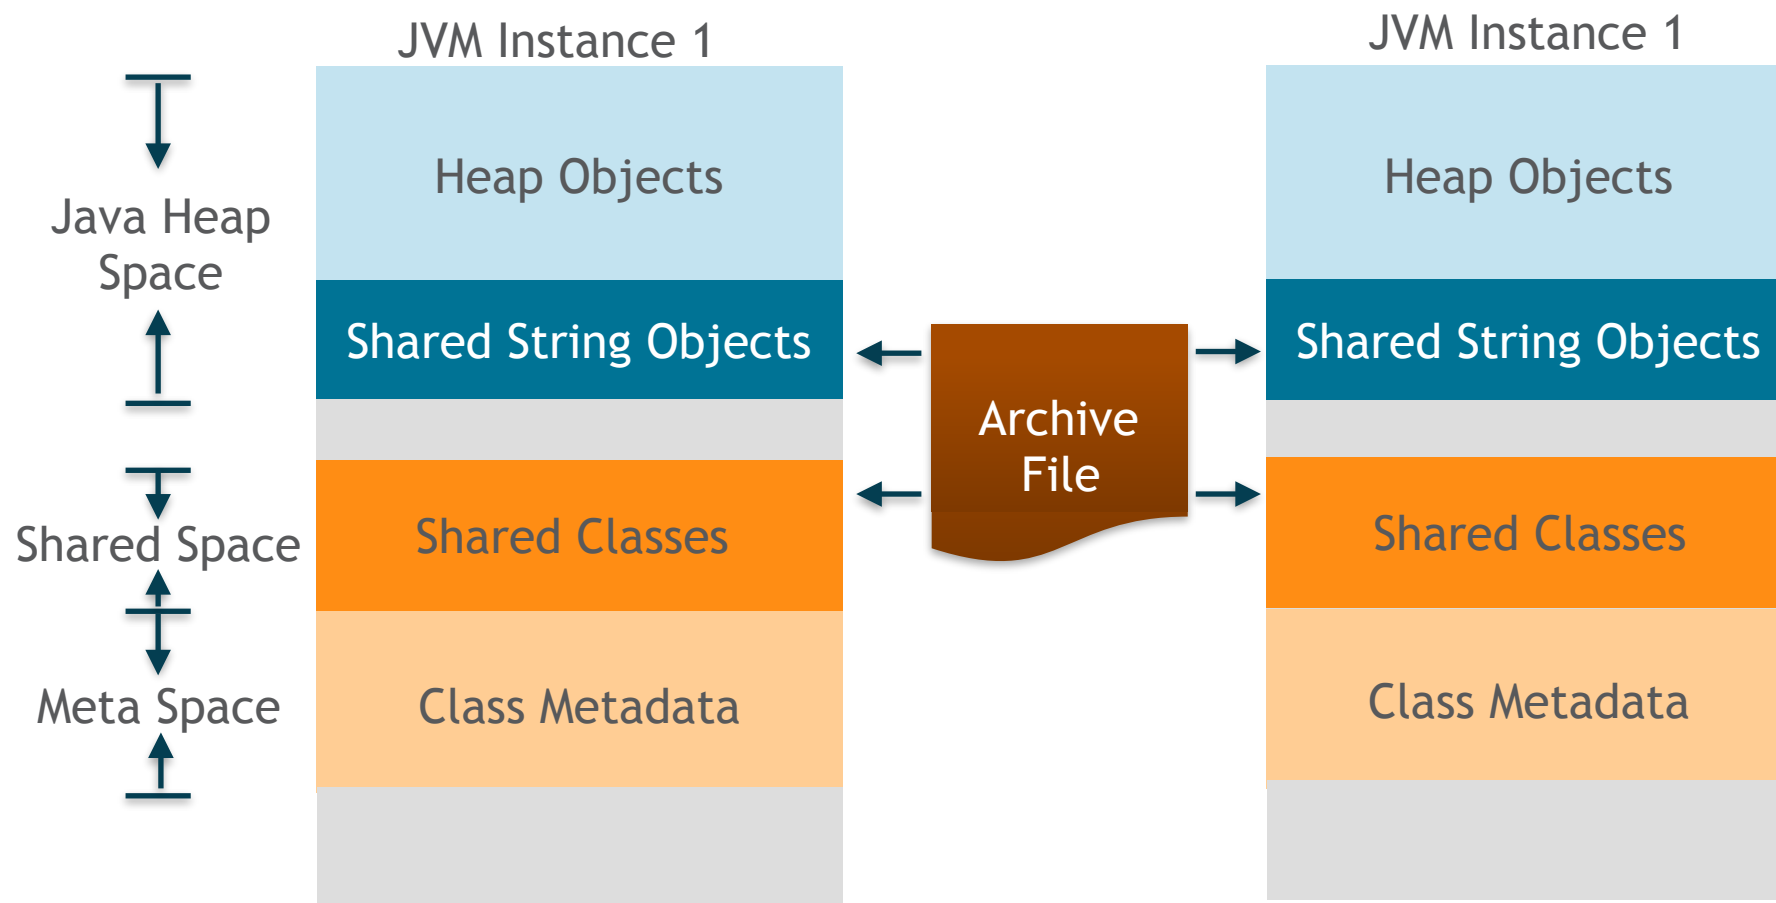 JVM Instance 1
JVM Instance 1
Java Heap
Space
Shared Space
Meta Space
Heap Objects
Shared String Objects
Shared Classes
Class Metadata
Archive
File
Heap Objects
Shared String Objects
Shared Classes
Class Metadata